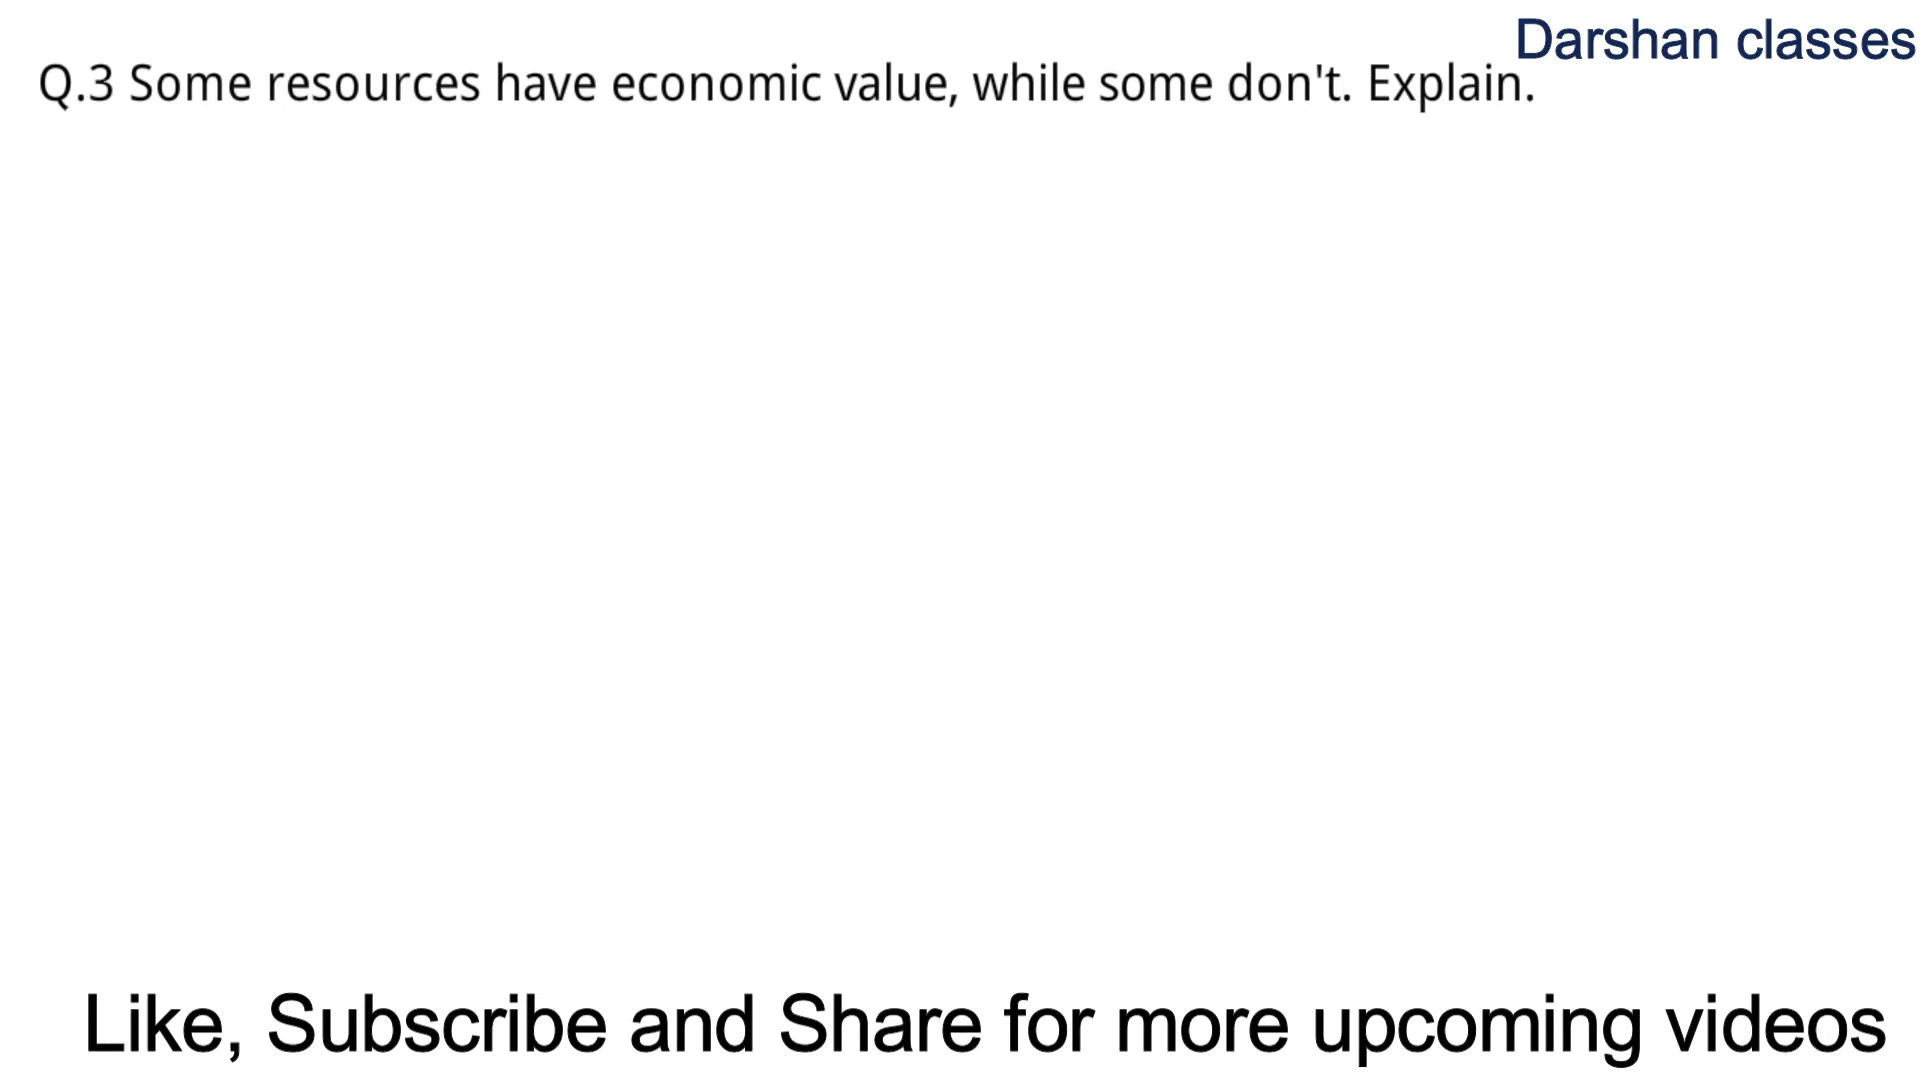 Darshan classes
Q.3 Some resources have economic value, while some don't. Explain.
Like, Subscribe and Share for more upcoming videos